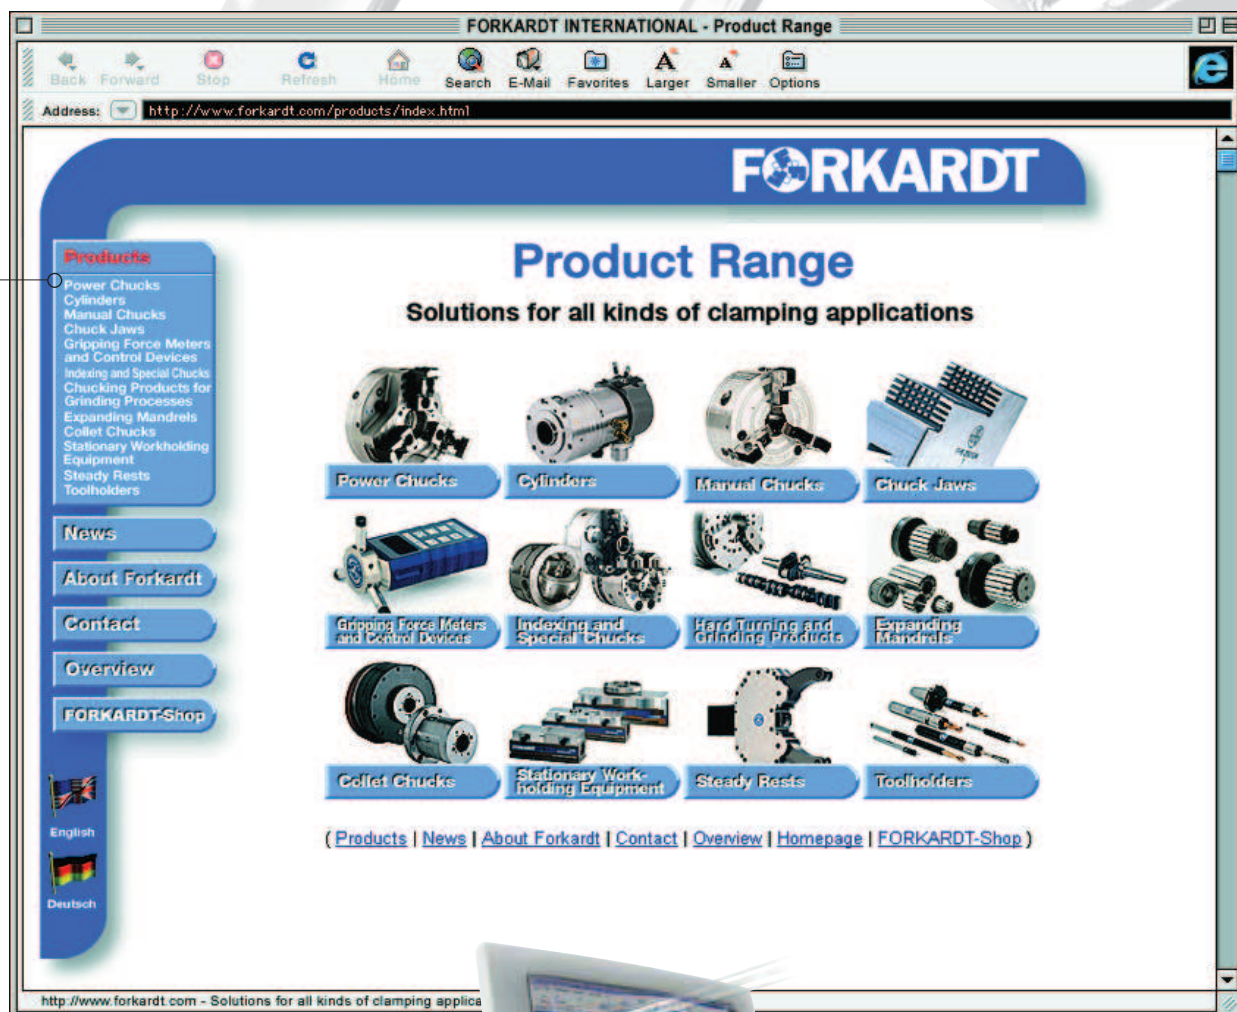 FORKARDT INTERNATIONAL - Product Range
Back Forward Stop Refresh Home Search E-Mail Favorites Larger Smaller Options
Address: http://www.forkardt.com/products/index.html
FORKARDT
Products
Power Chucks
Cylinders
Manual Chucks
Chuck Jaws
Gripping Force Meters
and Control Devices
Indexing and Special Chucks
Chucking Products for
Grinding Processes
Expanding Mandrels
Collet Chucks
Stationary Workholding
Equipment
Steady Rests
Toolholders
News
About Forkardt
Contact
Overview
FORKARDT-Shop
English
Deutsch
Product Range
Solutions for all kinds of clamping applications
Power Chucks
Cylinders
Manual Chucks
Chuck Jaws
Gripping Force Meters
and Control Devices
Indexing and
Special Chucks
Hard Turning and
Grinding Products
Expanding
Mandrels
Collet Chucks
Stationary Work-
holding Equipment
Steady Rests
Toolholders
( Products | News | About Forkardt | Contact | Overview | Homepage | FORKARDT-Shop )
http://www.forkardt.com - Solutions for all kinds of clamping applica